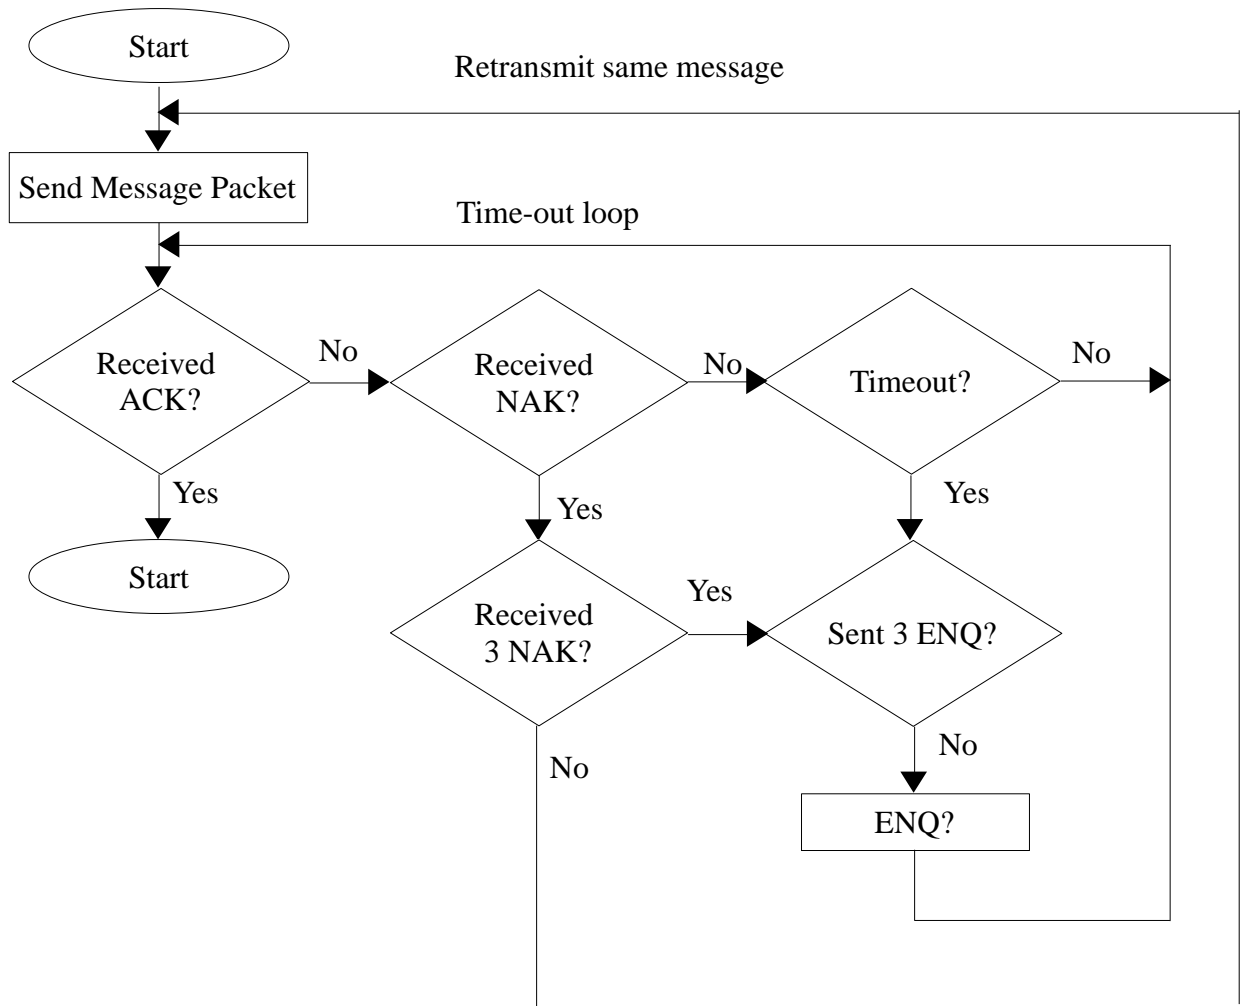 Start
Retransmit same message
Send Message Packet
Time-out loop
Received
ACK?
No
Received
NAK?
No
Timeout?
No
Yes
Yes
Yes
Start
Received
3 NAK?
Yes
Sent 3 ENQ?
No
No
ENQ?